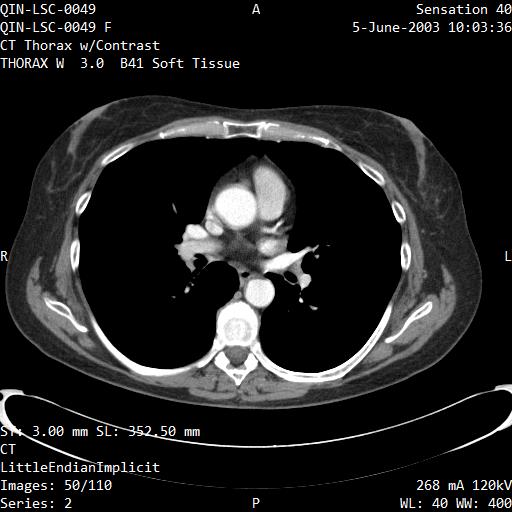 QIN-LSC-0049 A Sensation 40
QIN-LSC-0049 F 5-June-2003 10:03:36
CT Thorax w/Contrast
THORAX W 3.0 B41 Soft Tissue
R L
ST: 3.00 mm SL: 352.50 mm
CT
LittleEndianImplicit
Images: 50/110 268 mA 120kV
Series: 2 P WL: 40 WW: 400